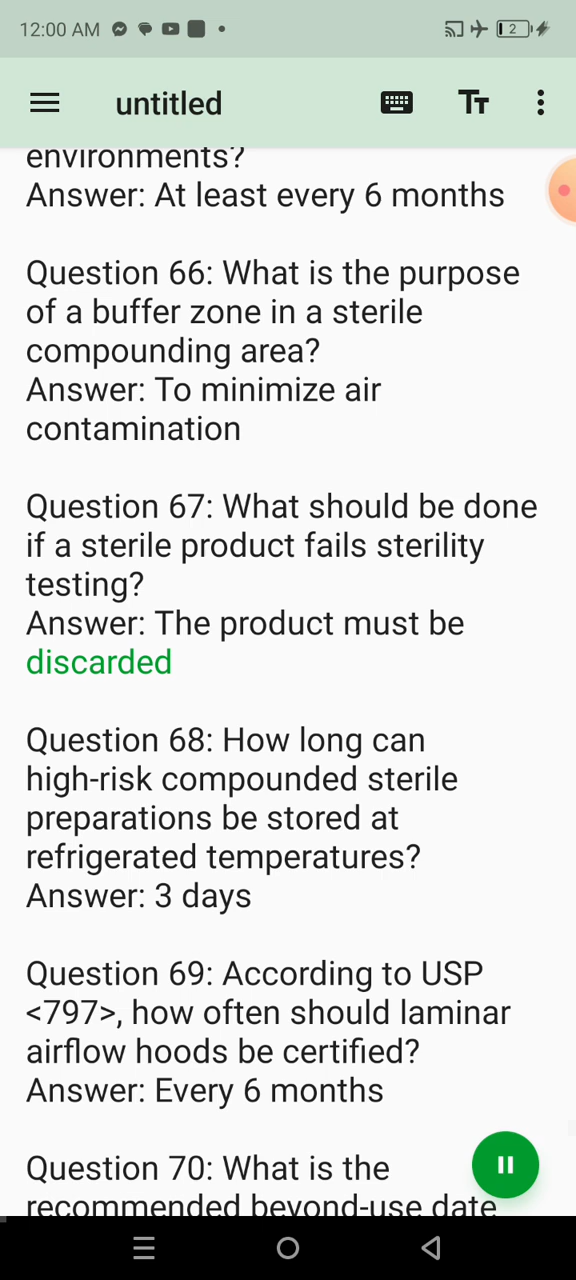 12:00 AM
2
untitled
TT
environments?
Answer: At least every 6 months
Question 66: What is the purpose
of a buffer zone in a sterile
compounding area?
Answer: To minimize air
contamination
Question 67: What should be done
if a sterile product fails sterility
testing?
Answer: The product must be
discarded
Question 68: How long can
high-risk compounded sterile
preparations be stored at
refrigerated temperatures?
Answer: 3 days
Question 69: According to USP
<797>, how often should laminar
airflow hoods be certified?
Answer: Every 6 months
Question 70: What is the
recommended beyond-use date